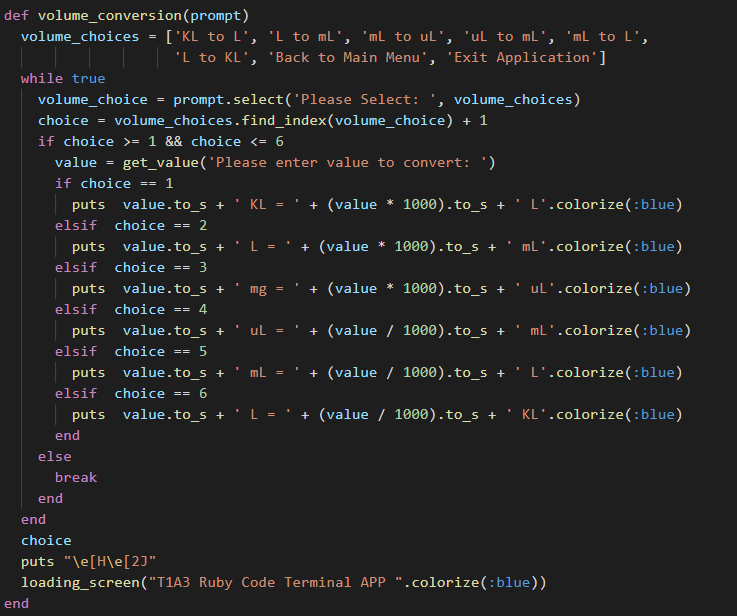 def volume_conversion(prompt)
  volume_choices = ['KL to L', 'L to mL', 'mL to uL', 'uL to mL', 'mL to L',
                    'L to KL', 'Back to Main Menu', 'Exit Application']
  while true
    volume_choice = prompt.select('Please Select: ', volume_choices)
    choice = volume_choices.find_index(volume_choice) + 1
    if choice >= 1 && choice <= 6
      value = get_value('Please enter value to convert: ')
      if choice == 1
        puts  value.to_s + ' KL = ' + (value * 1000).to_s + ' L'.colorize(:blue)
      elsif  choice == 2
        puts  value.to_s + ' L = ' + (value * 1000).to_s + ' mL'.colorize(:blue)
      elsif  choice == 3
        puts  value.to_s + ' mg = ' + (value * 1000).to_s + ' uL'.colorize(:blue)
      elsif  choice == 4
        puts  value.to_s + ' uL = ' + (value / 1000).to_s + ' mL'.colorize(:blue)
      elsif  choice == 5
        puts  value.to_s + ' mL = ' + (value / 1000).to_s + ' L'.colorize(:blue)
      elsif  choice == 6
        puts  value.to_s + ' L = ' + (value / 1000).to_s + ' KL'.colorize(:blue)
      end
    else
      break
    end
  end
  choice
  puts "\e[H\e[2J"
  loading_screen("T1A3 Ruby Code Terminal APP ".colorize(:blue))
end